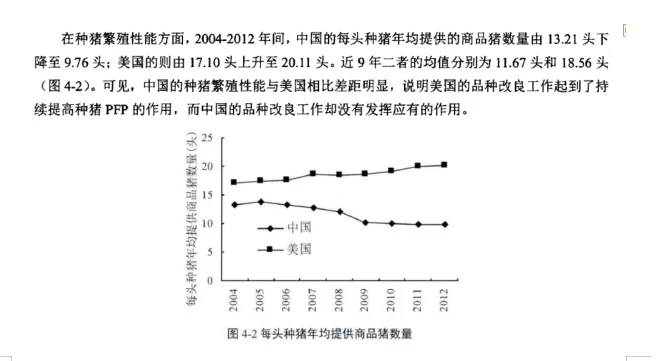 在种猪繁殖性能方面，2004-2012 年间，中国的每头种猪年均提供的商品猪数量由 13.21 头下
降至 9.76 头；美国的则由 17.10 头上升至 20.11 头。近 9 年二者的均值分别为 11.67 头和 18.56 头
（图 4-2）。可见，中国的种猪繁殖性能与美国相比差距明显，说明美国的品种改良工作起到了持
续提高种猪 PFP 的作用，而中国的品种改良工作却没有发挥应有的作用。
每头种猪年均提供商品猪数量(头)
25
20
15
10
5
0
中国
美国
2004
2005
2006
2007
2008
2009
2010
2011
2012
图 4-2 每头种猪年均提供商品猪数量